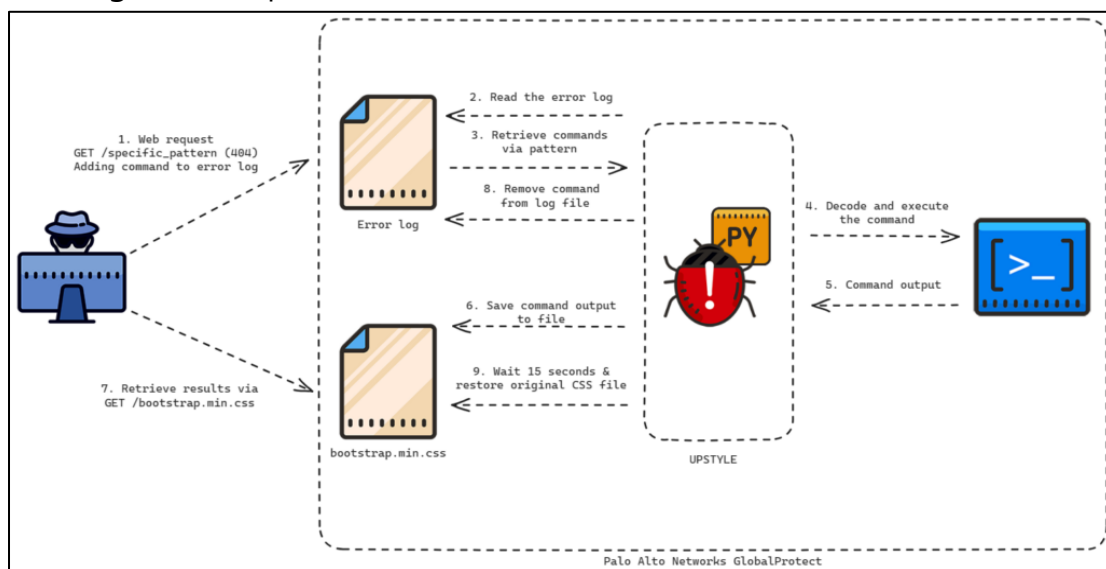 2. Read the error log
1. Web request
GET /specific_pattern (404)
Adding command to error log
3. Retrieve commands
via pattern
8. Remove command
from log file
Error log
PY
4. Decode and execute
the command
[>_]
5. Command output
6. Save command output
to file
7. Retrieve results via
GET /bootstrap.min.css
9. Wait 15 seconds &
restore original CSS file
bootstrap.min.css
UPSTYLE
Palo Alto Networks GlobalProtect